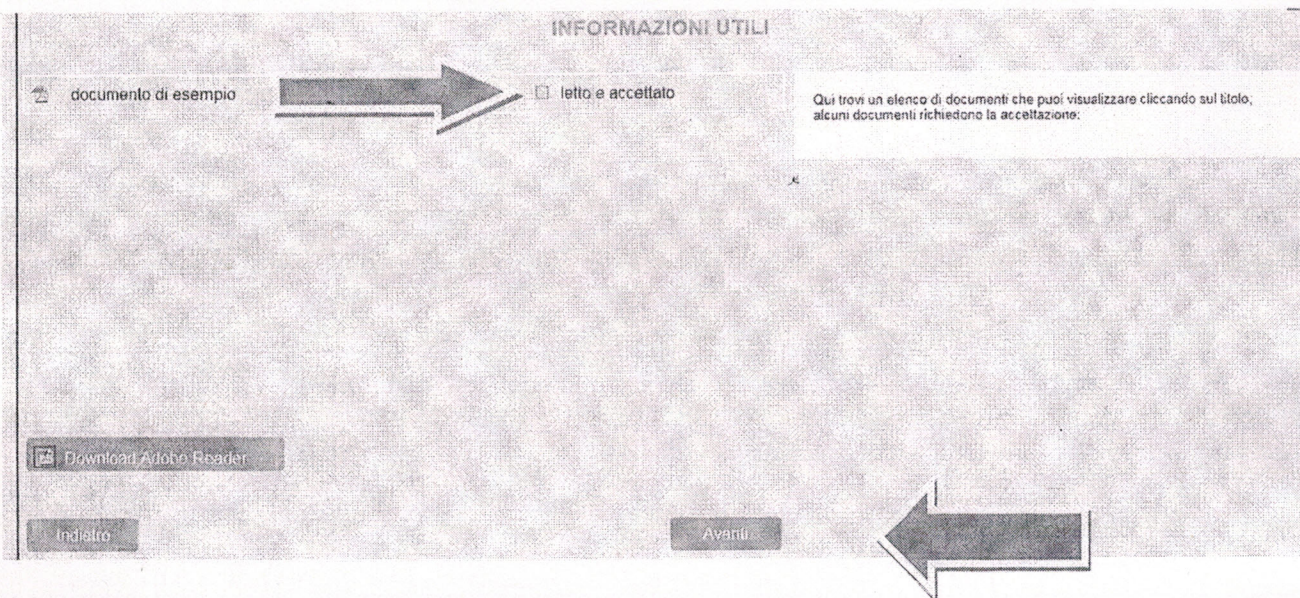 INFORMAZIONI UTILI
documento di esempio
letto e accettato
Qui trovi un elenco di documenti che puoi visualizzare cliccando sul titolo;
alcuni documenti richiedono la accettazione:
Download Adobe Reader
Indietro
Avanti